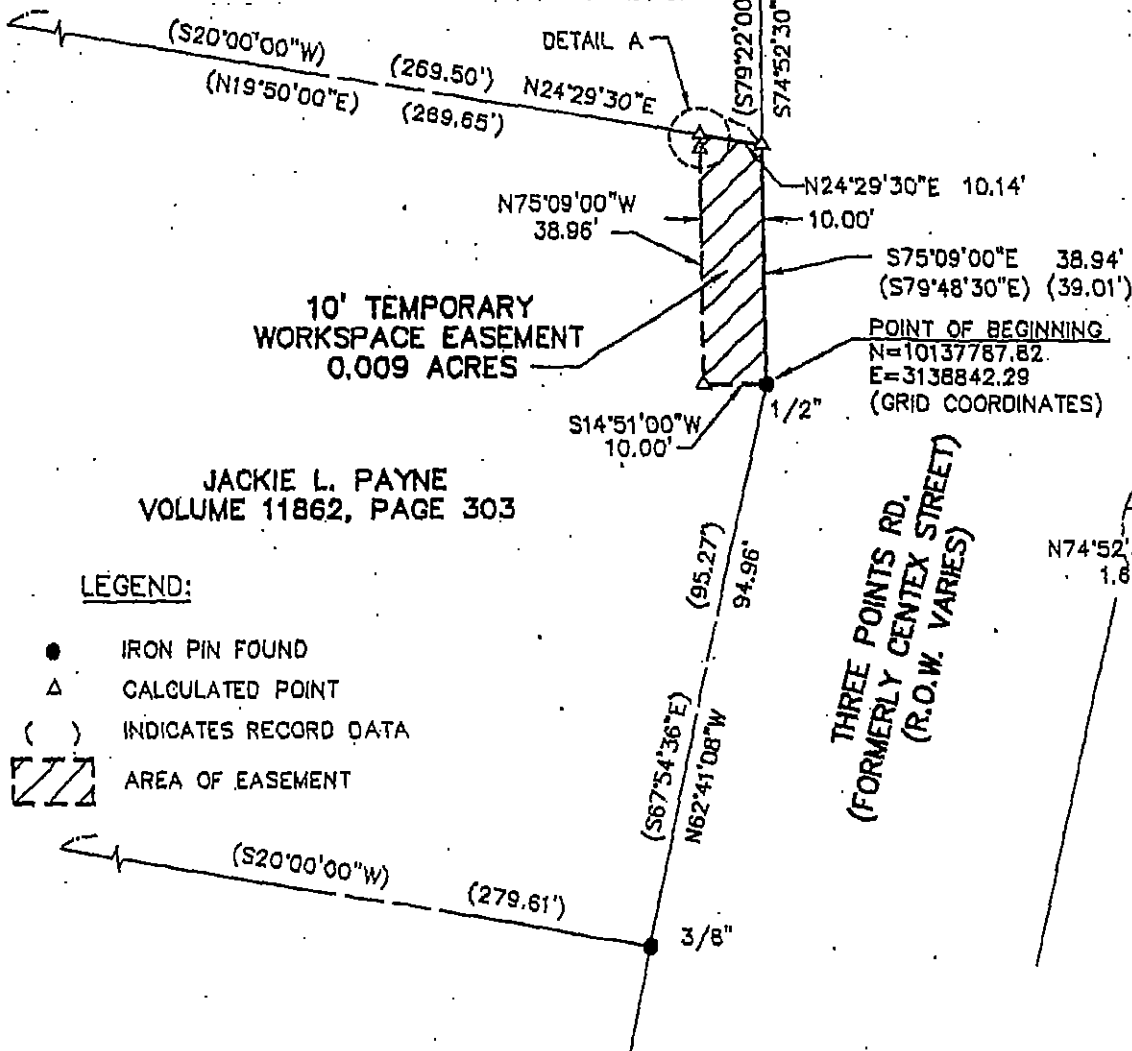 (S20°00'00"W)
(269.50')
(N19°50'00"E)
(269.65')
N24°29'30"E
DETAIL A
(S79°22'00
S74°52'30"
N24°29'30"E 10.14'
10.00'
N75°09'00"W
38.96'
S75°09'00"E 38.94'
(S79°48'30"E) (39.01')
10' TEMPORARY
WORKSPACE EASEMENT
0.009 ACRES
POINT OF BEGINNING
N=10137787.82
E=3138842.29
(GRID COORDINATES)
1/2"
S14°51'00"W
10.00'
JACKIE L. PAYNE
VOLUME 11862, PAGE 303
(95.27')
94.96'
(S67°54'36"E)
N62°41'08"W
THREE POINTS RD.
(FORMERLY CENTEX STREET)
(R.O.W. VARIES)
N74°52'
1.6
LEGEND:
IRON PIN FOUND
CALCULATED POINT
( ) INDICATES RECORD DATA
AREA OF EASEMENT
(S20°00'00"W)
(279.61')
3/8"